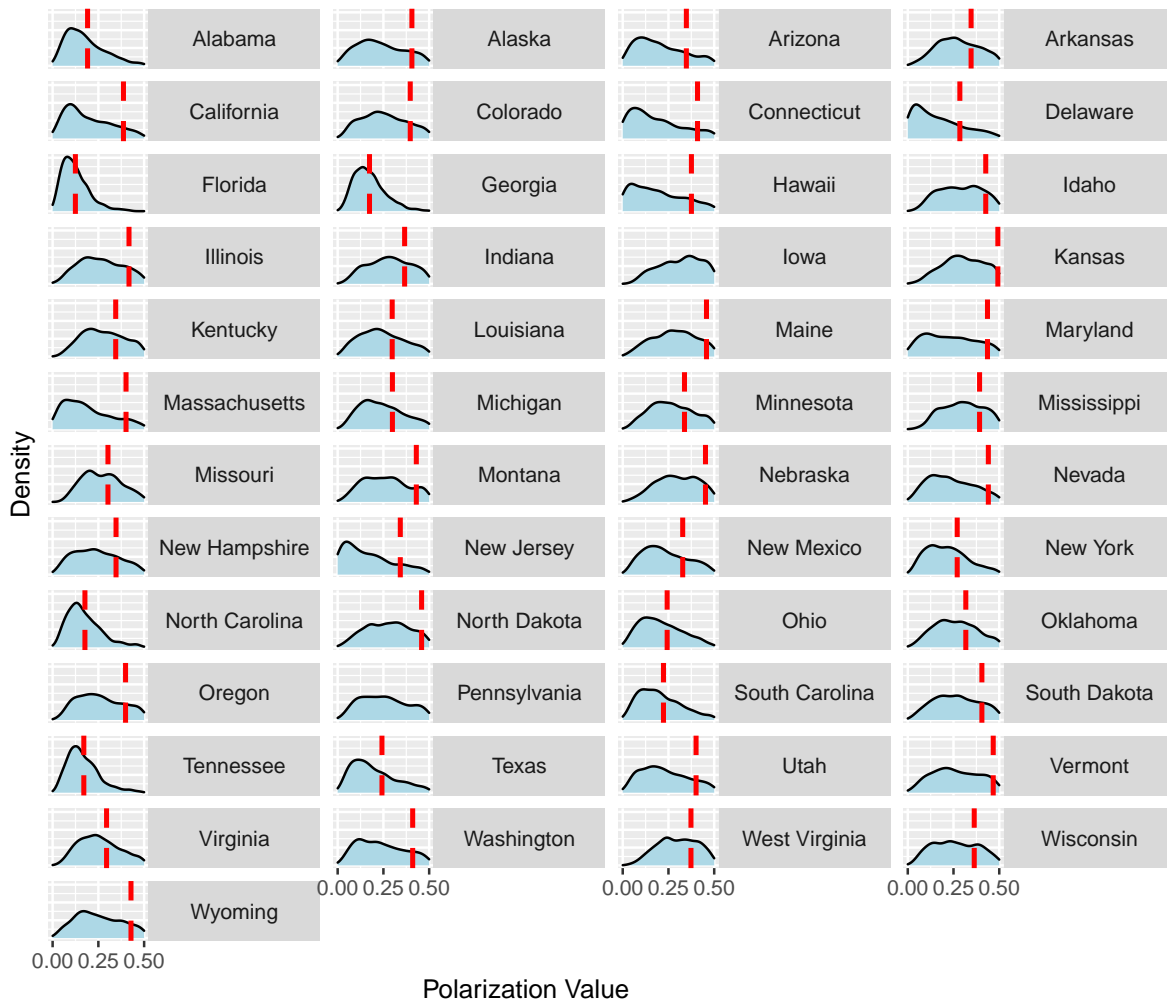 Alabama
Alaska
Arizona
Arkansas
California
Colorado
Connecticut
Delaware
Florida
Georgia
Hawaii
Idaho
Illinois
Indiana
Iowa
Kansas
Kentucky
Louisiana
Maine
Maryland
Massachusetts
Michigan
Minnesota
Mississippi
Missouri
Montana
Nebraska
Nevada
New Hampshire
New Jersey
New Mexico
New York
North Carolina
North Dakota
Ohio
Oklahoma
Oregon
Pennsylvania
South Carolina
South Dakota
Tennessee
Texas
Utah
Vermont
Virginia
Washington
West Virginia
Wisconsin
Wyoming
0.00 0.25 0.50
0.00 0.25 0.50
0.00 0.25 0.50
0.00 0.25 0.50
Density
Polarization Value